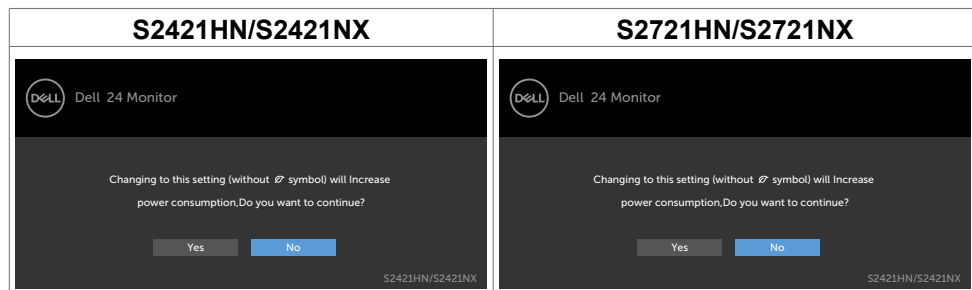 S2421HN/S2421NX
S2721HN/S2721NX
DELL
Dell 24 Monitor
Changing to this setting (without symbol) will Increase
power consumption,Do you want to continue?
Yes No
S2421HN/S2421NX
DELL
Dell 24 Monitor
Changing to this setting (without symbol) will Increase
power consumption,Do you want to continue?
Yes No
S2421HN/S2421NX